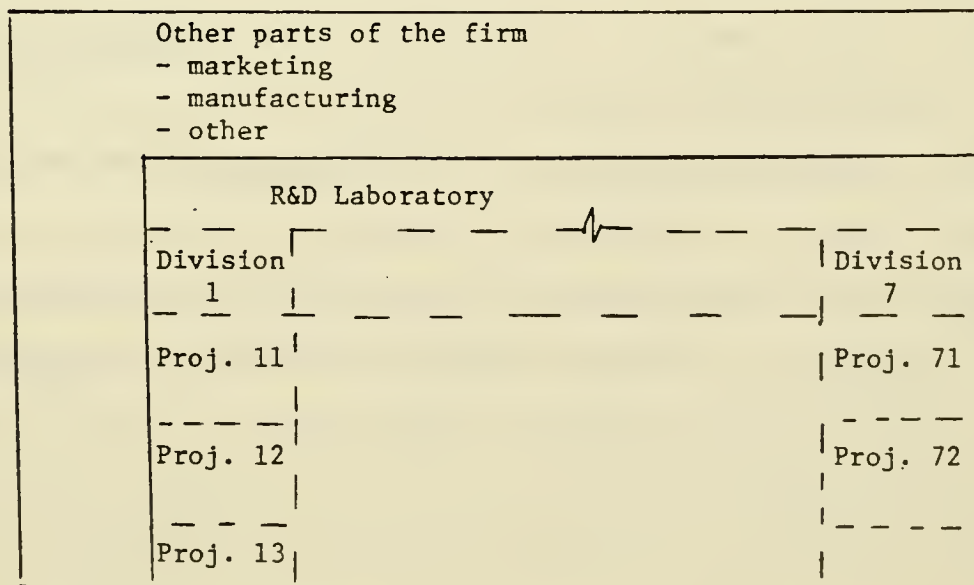 Other parts of the firm
- marketing
- manufacturing
- other
R&D Laboratory
Division
1
Division
7
Proj. 11
Proj. 71
Proj. 12
Proj. 72
Proj. 13